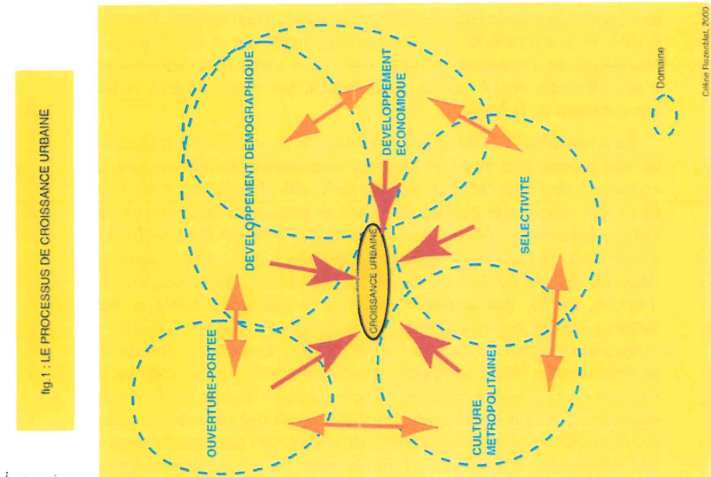 fig.1 : LE PROCESSUS DE CROISSANCE URBAINE
OUVERTURE-PORTEE
DEVELOPPEMENT DEMOGRAPHIQUE
CROISSANCE URBAINE
DEVELOPPEMENT
ECONOMIQUE
CULTURE
METROPOLITAINE
SELECTIVITE
Domaine
Céline Rozenblat, 2000